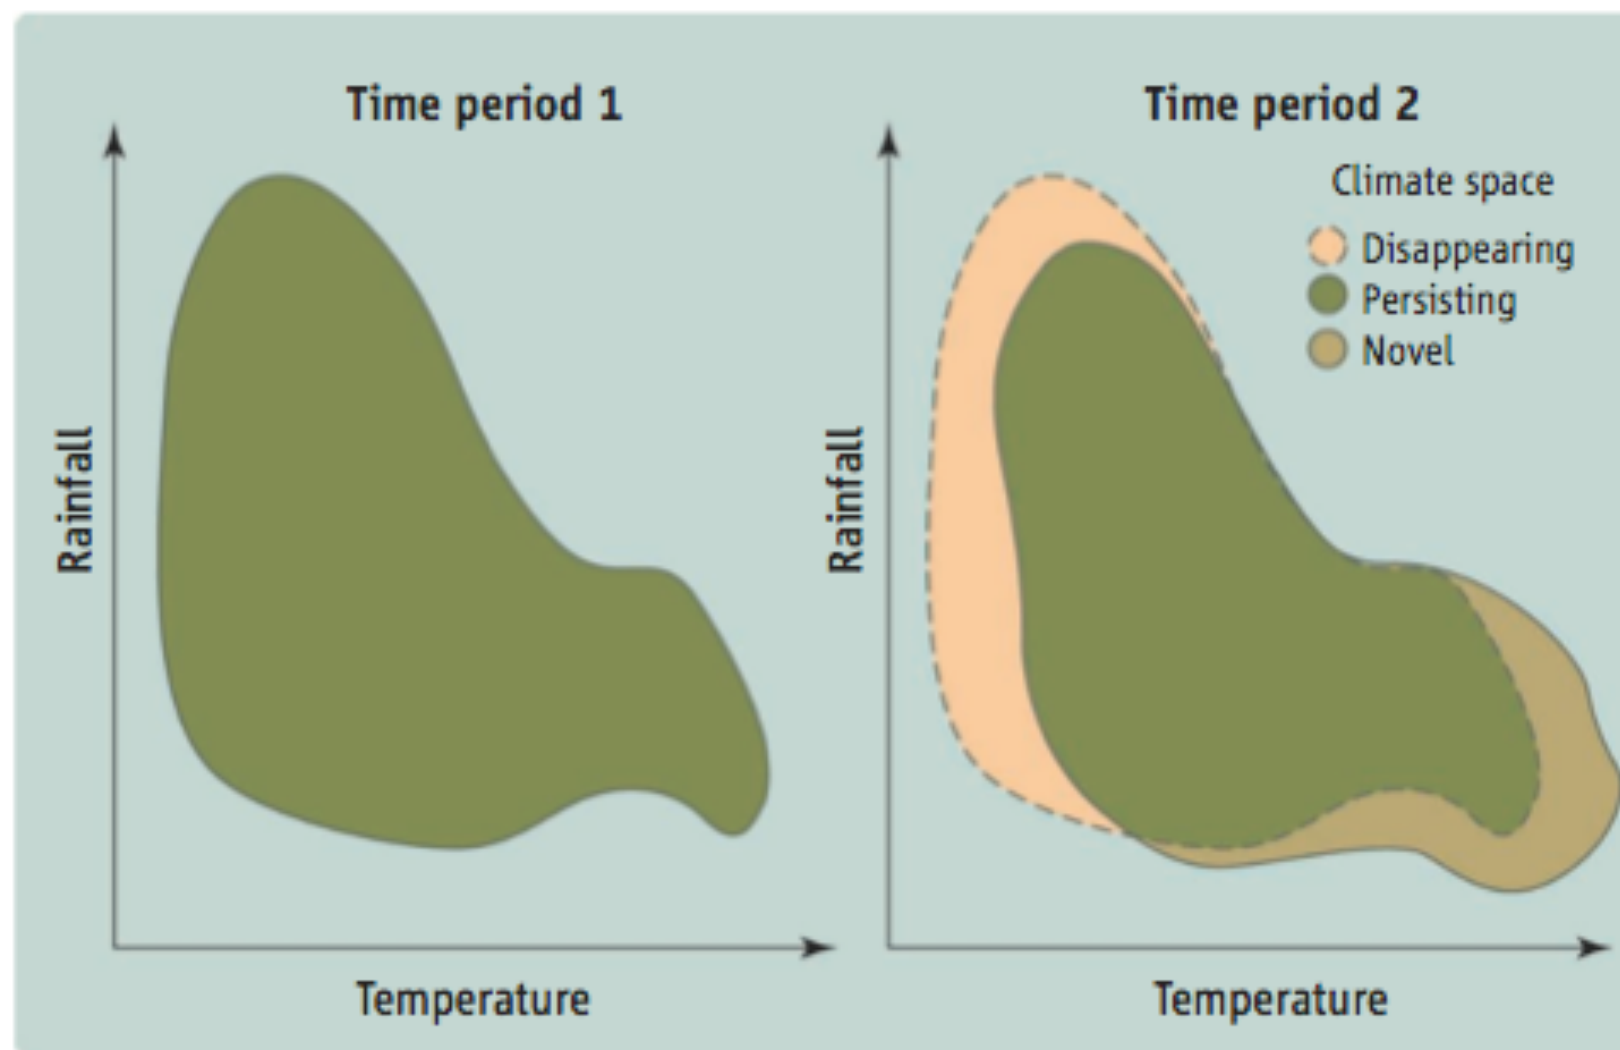 Time period 1
Rainfall
Temperature
Time period 2
Climate space
Disappearing
Persisting
Novel
Rainfall
Temperature